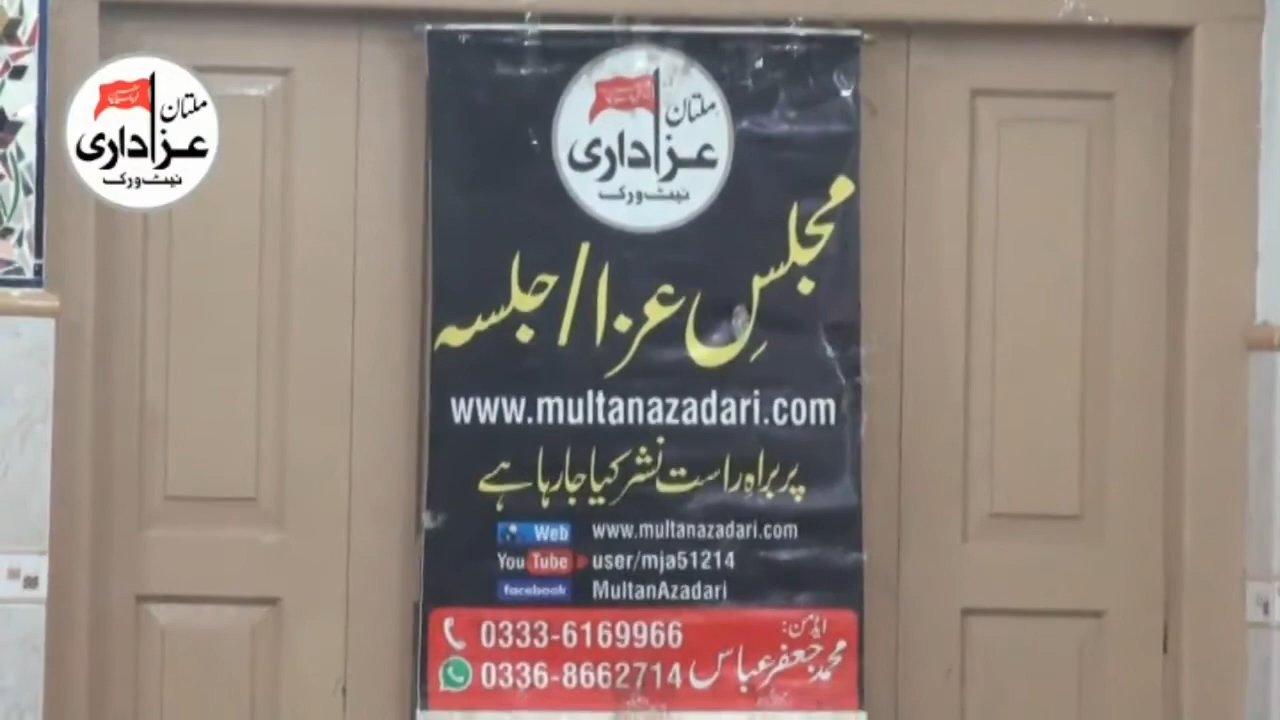 ملتان
عزاداری
نیٹ ورک
ملتان
عزاداری
نیٹ ورک
مجلسِ عزا/جلسہ
www.multanazadari.com
پر براہِ راست نشر کیا جا رہا ہے
Web www.multanazadari.com
YouTube user/mja51214
facebook MultanAzadari
ایڈمن:
0333-6169966
محمد جعفر عباس
0336-8662714